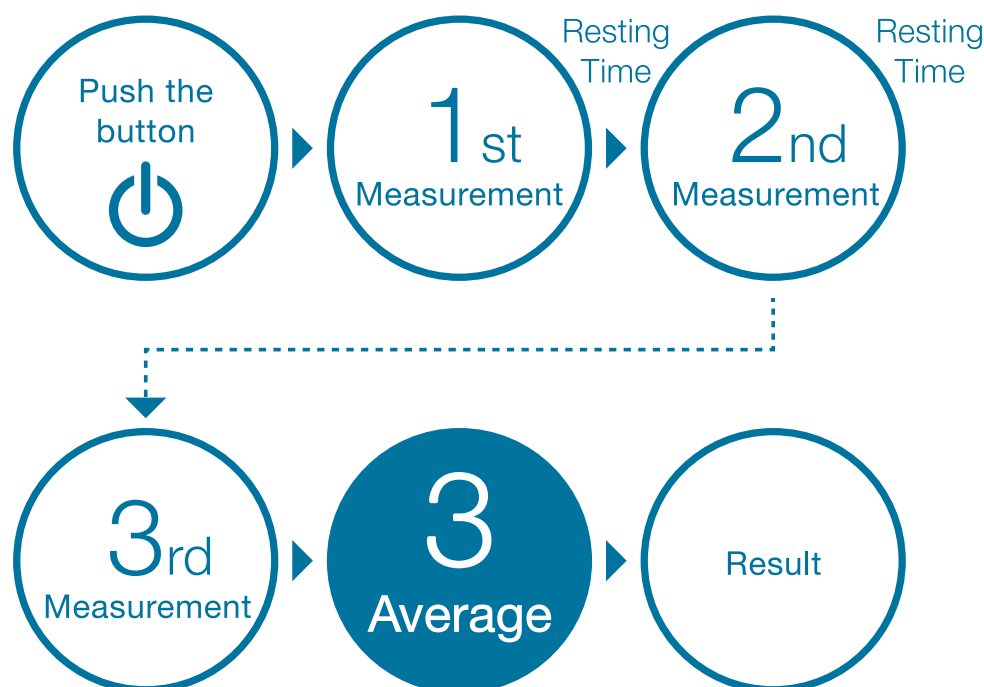 Push the
button
1st
Measurement
Resting
Time
2nd
Measurement
Resting
Time
3rd
Measurement
3
Average
Result